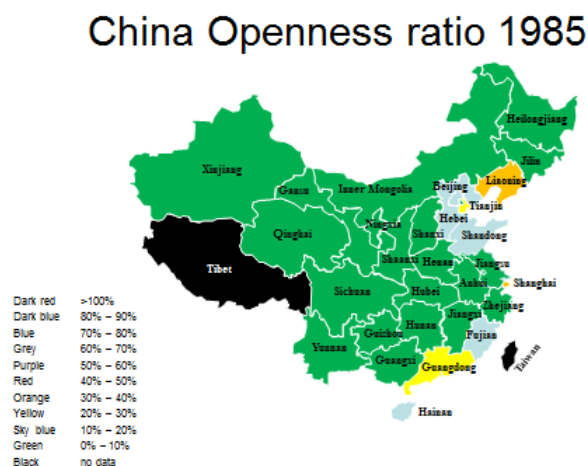 China Openness ratio 1985
Heilongjiang
Jilin
Xinjiang
Liaoning
Beijing
Gansu
Inner Mongolia
Tianjin
Ningxia
Hebei
Shanxi
Shandong
Qinghai
Shaanxi
Henan
Jiangsu
Tibet
Shanghai
Anhui
Sichuan
Hubei
Zhejiang
Jiangxi
Hunan
Guizhou
Fujian
Yunnan
Guangxi
Guangdong
Taiwan
Hainan
Dark red >100%
Dark blue 80% – 90%
Blue 70% – 80%
Grey 60% – 70%
Purple 50% – 60%
Red 40% – 50%
Orange 30% – 40%
Yellow 20% – 30%
Sky blue 10% – 20%
Green 0% – 10%
Black no data